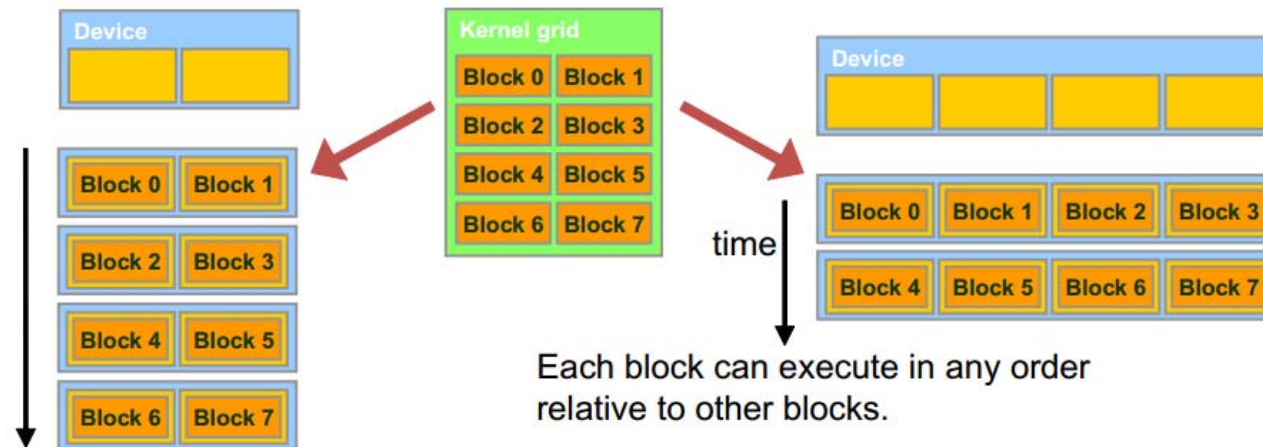 Device
Block 0 Block 1
Block 2 Block 3
Block 4 Block 5
Block 6 Block 7
Kernel grid
Block 0 Block 1
Block 2 Block 3
Block 4 Block 5
Block 6 Block 7
Device
Block 0 Block 1 Block 2 Block 3
time
Block 4 Block 5 Block 6 Block 7
Each block can execute in any order
relative to other blocks.